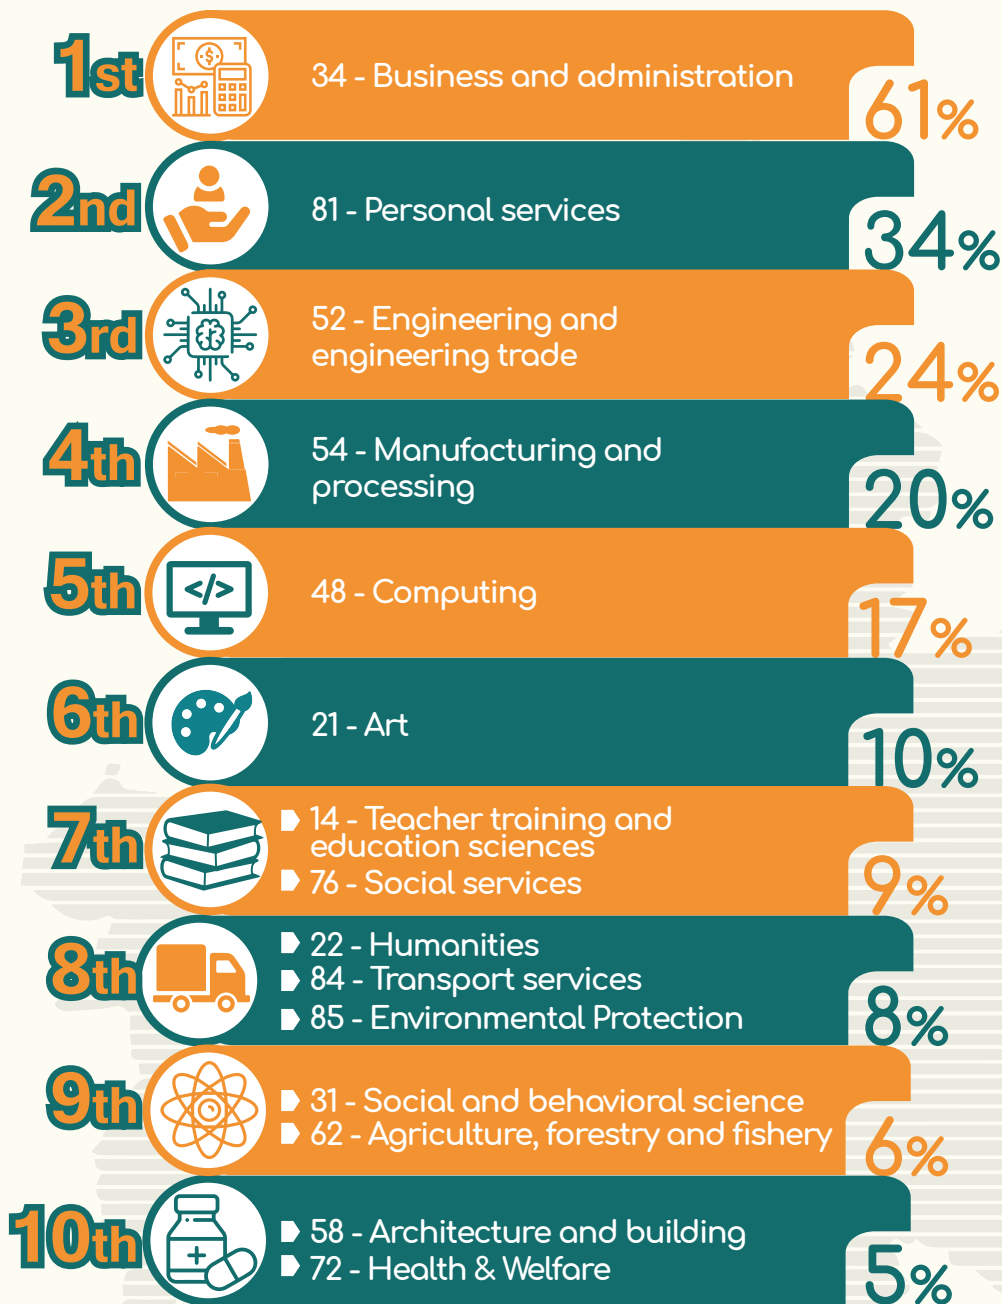 1st
34 - Business and administration
61%
2nd
81 - Personal services
34%
3rd
52 - Engineering and
engineering trade
24%
4th
54 - Manufacturing and
processing
20%
5th
</>
48 - Computing
17%
6th
21 - Art
10%
7th
14 - Teacher training and
education sciences
76 - Social services
9%
8th
22 - Humanities
84 - Transport services
85 - Environmental Protection
8%
9th
31 - Social and behavioral science
62 - Agriculture, forestry and fishery
6%
10th
58 - Architecture and building
72 - Health & Welfare
5%